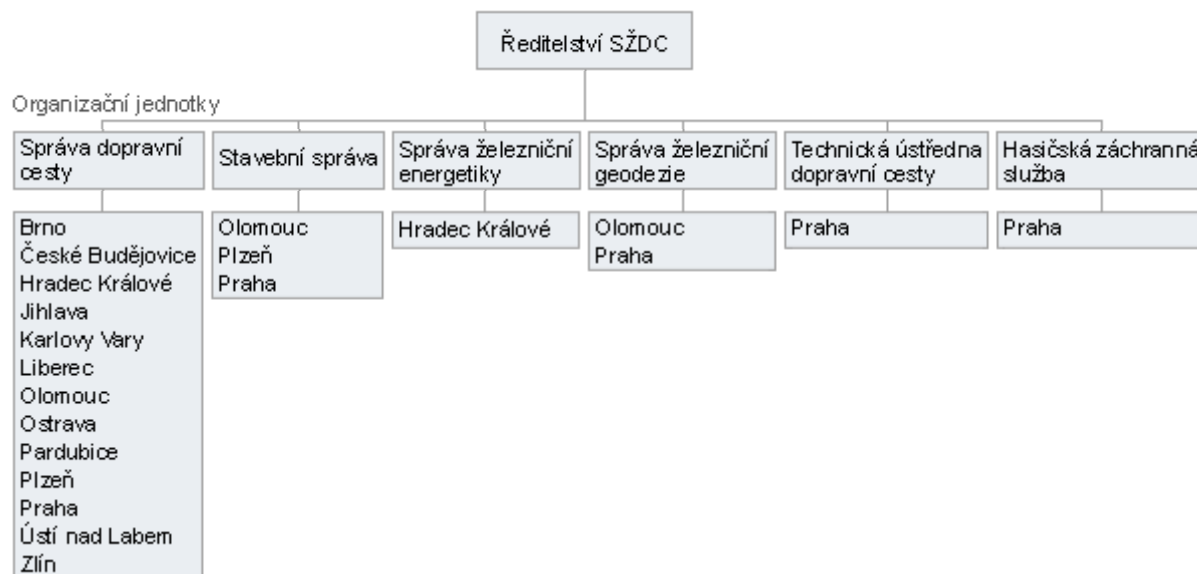 Ředitelství SŽDC
Organizační jednotky
Správa dopravní
cesty
Stavební správa
Správa železniční
energetiky
Správa železniční
geodezie
Technická ústředna
dopravní cesty
Hasičská záchranná
služba
Brno
České Budějovice
Hradec Králové
Jihlava
Karlovy Vary
Liberec
Olomouc
Ostrava
Pardubice
Plzeň
Praha
Ústí nad Labem
Zlín
Olomouc
Plzeň
Praha
Hradec Králové
Olomouc
Praha
Praha
Praha